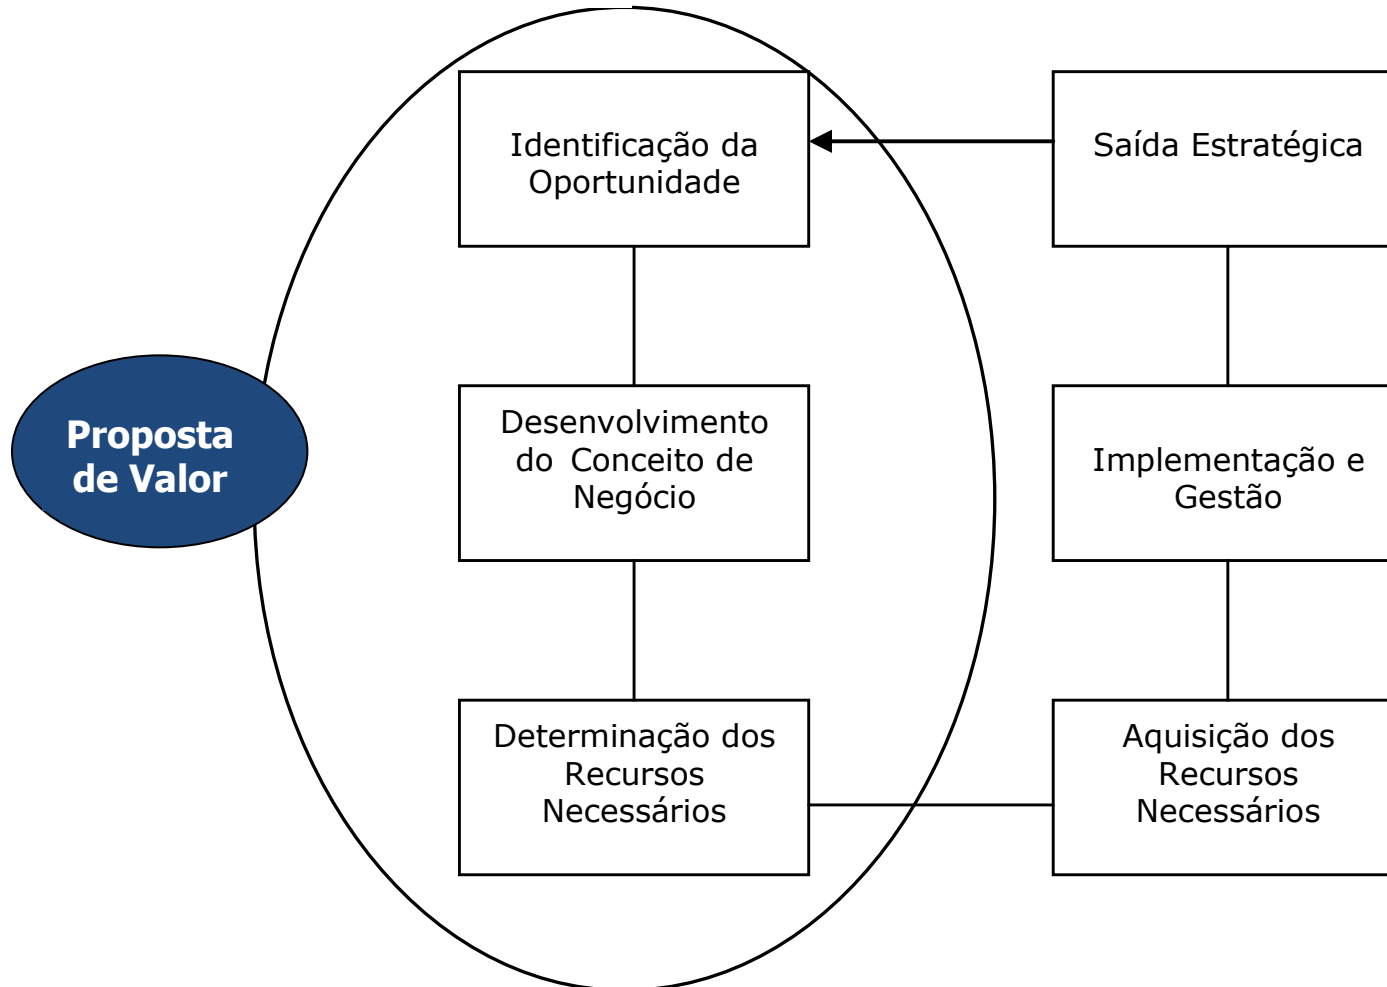 Identificação da
Oportunidade
Saída Estratégica
Proposta
de Valor
Desenvolvimento
do Conceito de
Negócio
Implementação e
Gestão
Determinação dos
Recursos
Necessários
Aquisição dos
Recursos
Necessários